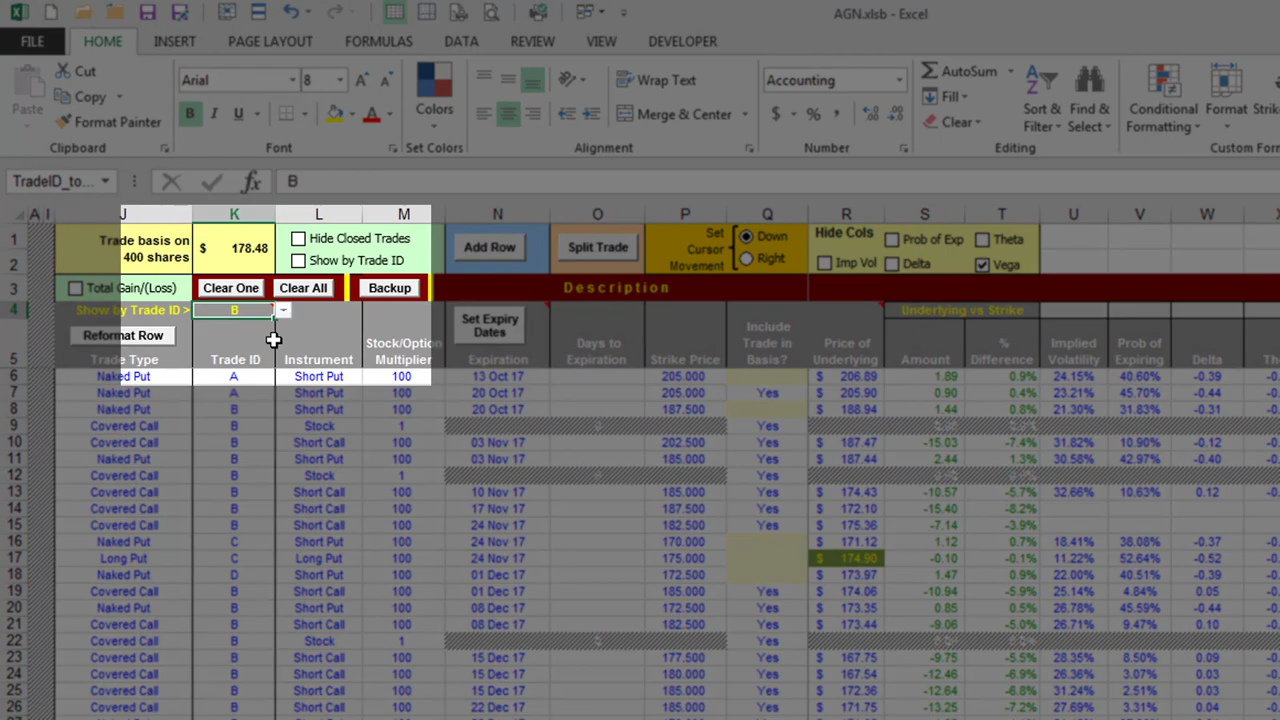 AGN.xlsb - Excel
FILE HOME INSERT PAGE LAYOUT FORMULAS DATA REVIEW VIEW DEVELOPER
Paste Cut Copy Format Painter
Arial 8 A A
B I U A
Colors
Wrap Text
Merge & Center
Accounting
$ % ,
AutoSum Fill Clear
Sort & Filter Find & Select
Conditional Formatting Format
Clipboard Font Set Colors Alignment Number Custom
TradeID_to... fx B
A I J K L M N O P Q R S T U V W
1 Trade basis on $ 178.48 Hide Closed Trades Add Row Split Trade Set Down Hide Cols Prob of Exp Theta
2 400 shares Show by Trade ID Cursor Movement Right Imp Vol Delta Vega
3 Total Gain/(Loss) Clear One Clear All Backup Description
4 Show by Trade ID > B Set Expiry Dates Underlying vs Strike
Reformat Row
5 Trade Type Trade ID Instrument Stock/Option Multiplier Expiration Days to Expiration Strike Price Include Trade in Basis? Price of Underlying Amount % Difference Implied Volatility Prob of Expiring Delta
6 Naked Put A Short Put 100 13 Oct 17 205.000 $ 206.89 1.89 0.9% 24.15% 40.60% -0.39
7 Naked Put A Short Put 100 20 Oct 17 205.000 Yes $ 205.90 0.90 0.4% 23.21% 45.70% -0.44
8 Naked Put B Short Put 100 20 Oct 17 187.500 $ 188.94 1.44 0.8% 21.30% 31.83% -0.31
9 Covered Call B Stock 1 Yes
10 Covered Call B Short Call 100 03 Nov 17 202.500 Yes $ 187.47 -15.03 -7.4% 31.82% 10.90% -0.12
11 Naked Put B Short Put 100 03 Nov 17 185.000 Yes $ 187.44 2.44 1.3% 30.58% 42.97% -0.40
12 Covered Call B Stock 1 Yes
13 Covered Call B Short Call 100 10 Nov 17 185.000 Yes $ 174.43 -10.57 -5.7% 32.66% 10.63% 0.12
14 Covered Call B Short Call 100 17 Nov 17 187.500 Yes $ 172.10 -15.40 -8.2%
15 Covered Call B Short Call 100 24 Nov 17 182.500 Yes $ 175.36 -7.14 -3.9%
16 Naked Put C Short Put 100 24 Nov 17 170.000 $ 171.12 1.12 0.7% 18.41% 38.08% -0.37
17 Long Put C Long Put 100 24 Nov 17 175.000 $ 174.90 -0.10 -0.1% 11.22% 52.64% -0.52
18 Naked Put D Short Put 100 01 Dec 17 172.500 $ 173.97 1.47 0.9% 22.00% 40.51% -0.39
19 Covered Call B Short Call 100 01 Dec 17 185.000 Yes $ 174.06 -10.94 -5.9% 25.14% 4.84% 0.05
20 Naked Put B Short Put 100 08 Dec 17 172.500 Yes $ 173.35 0.85 0.5% 26.78% 45.59% -0.44
21 Covered Call B Short Call 100 08 Dec 17 182.500 Yes $ 173.44 -9.06 -5.0% 26.71% 9.47% 0.10
22 Covered Call B Stock 1 Yes
23 Covered Call B Short Call 100 15 Dec 17 177.500 Yes $ 167.75 -9.75 -5.5% 28.35% 8.50% 0.09
24 Covered Call B Short Call 100 15 Dec 17 180.000 Yes $ 167.54 -12.46 -6.9% 26.36% 3.07% 0.03
25 Covered Call B Short Call 100 15 Dec 17 185.000 Yes $ 172.36 -12.64 -6.8% 31.24% 2.51% 0.03
26 Covered Call B Short Call 100 22 Dec 17 185.000 Yes $ 171.75 -13.25 -7.2% 27.69% 3.31% 0.04